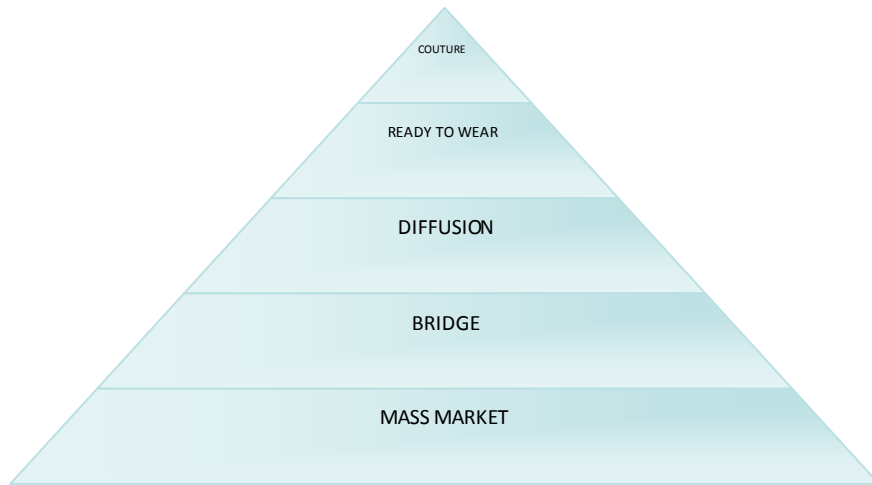 COUTURE
READY TO WEAR
DIFFUSION
BRIDGE
MASS MARKET